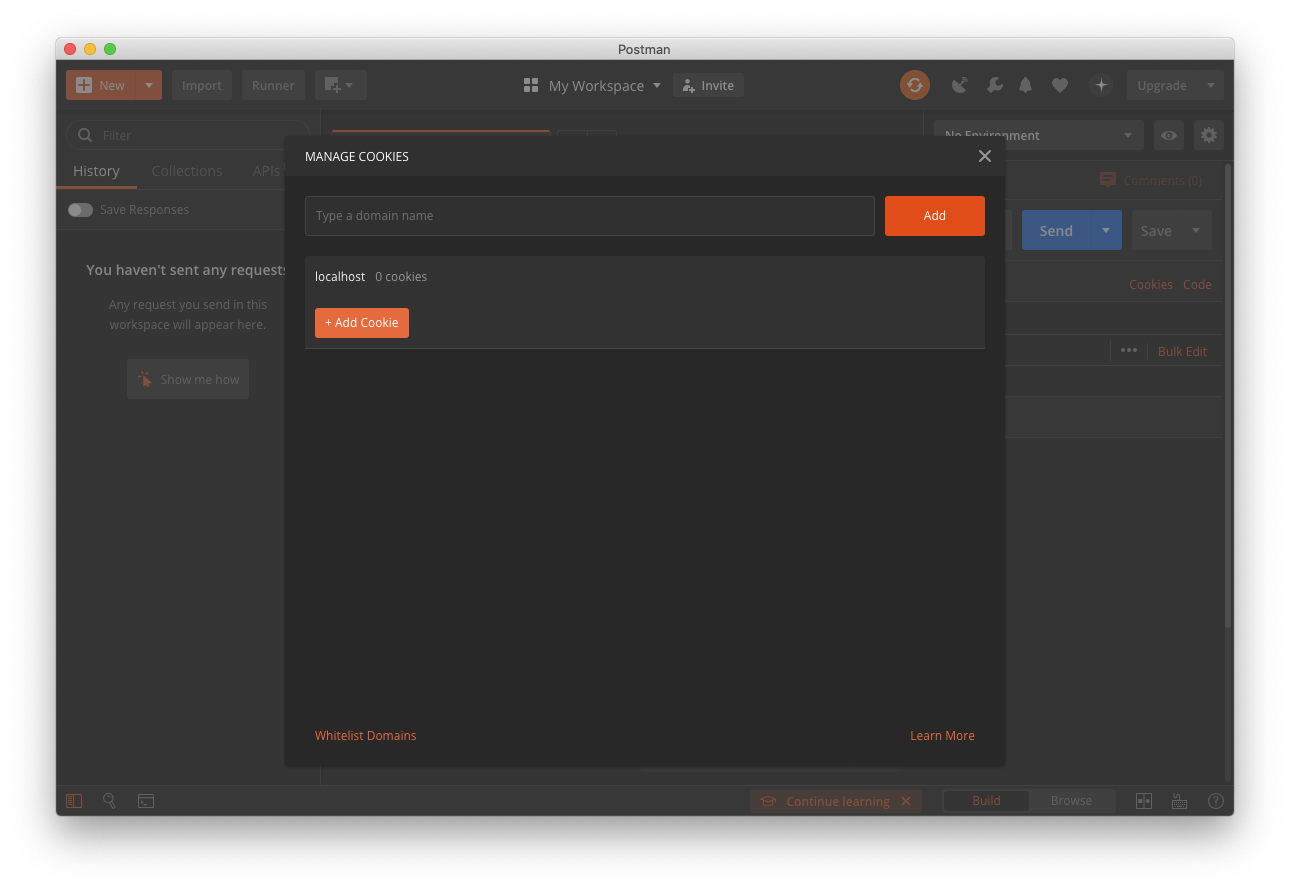 Postman
New
Import
Runner
My Workspace
Invite
Upgrade
Filter
No Environment
History
Collections
APIs
MANAGE COOKIES
Comments (0)
Save Responses
Type a domain name
Add
Send
Save
You haven't sent any requests
Any request you send in this
workspace will appear here.
Show me how
localhost 0 cookies
+ Add Cookie
Cookies Code
Bulk Edit
Whitelist Domains
Learn More
Continue learning
Build
Browse